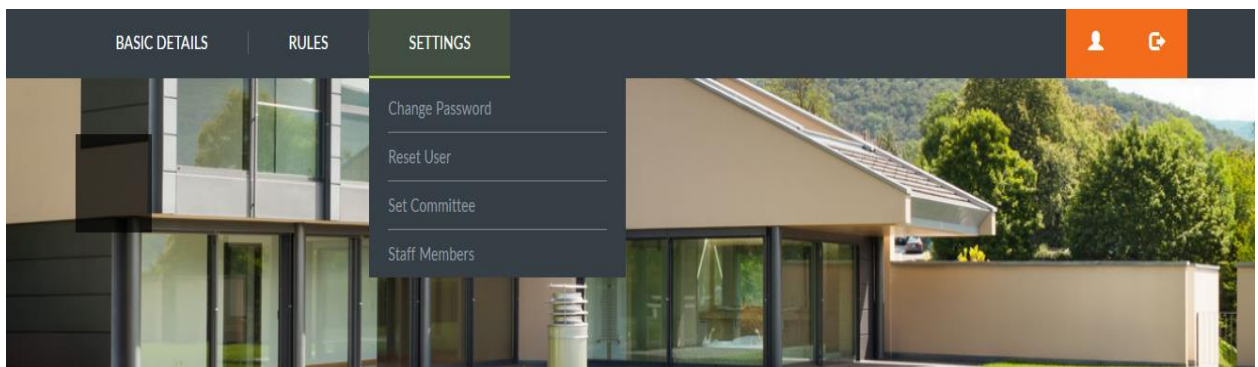 BASIC DETAILS RULES SETTINGS
Change Password
Reset User
Set Committee
Staff Members